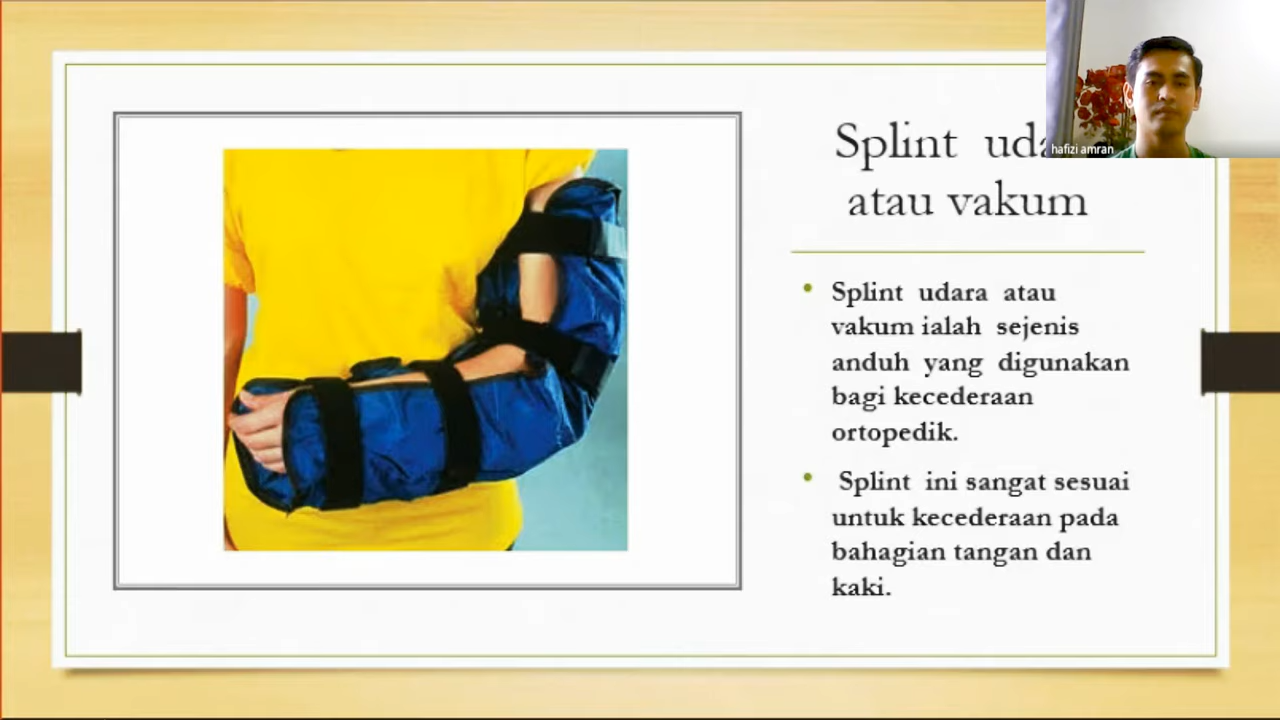 Splint
atau vakum
hafizi amran
• Splint udara atau
vakum ialah sejenis
anduh yang digunakan
bagi kecederaan
ortopedik.
• Splint ini sangat sesuai
untuk kecederaan pada
bahagian tangan dan
kaki.